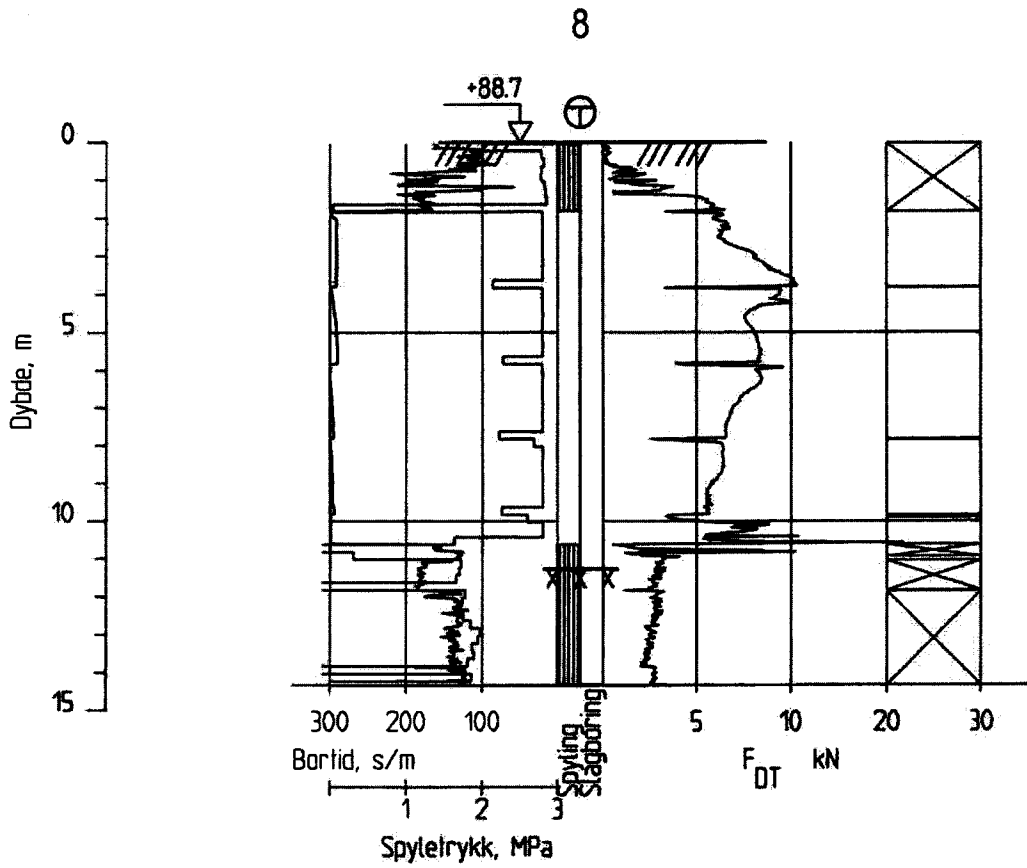 8
+88.7
0
5
10
15
Dybde, m
300 200 100
5 10 20 30
Bortid, s/m
Spyling
Slagboring
F_DT kN
1 2 3
Spyletrykk, MPa